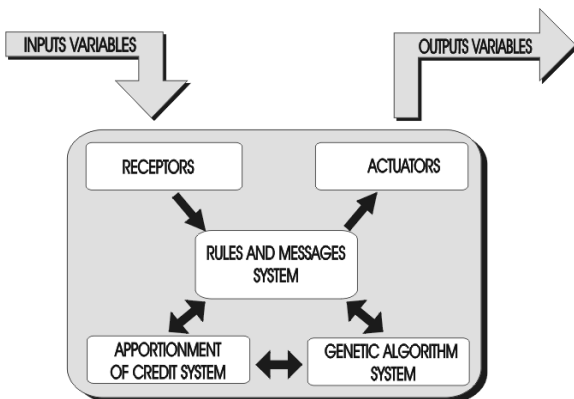 INPUTS VARIABLES
OUTPUTS VARIABLES
RECEPTORS
ACTUATORS
RULES AND MESSAGES
SYSTEM
APPORTIONMENT
OF CREDIT SYSTEM
GENETIC ALGORITHM
SYSTEM